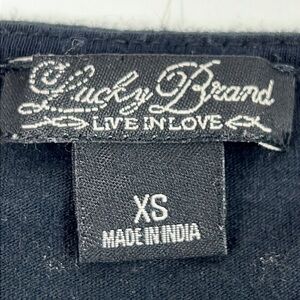 Lucky Brand
LIVE IN LOVE
XS
MADE IN INDIA